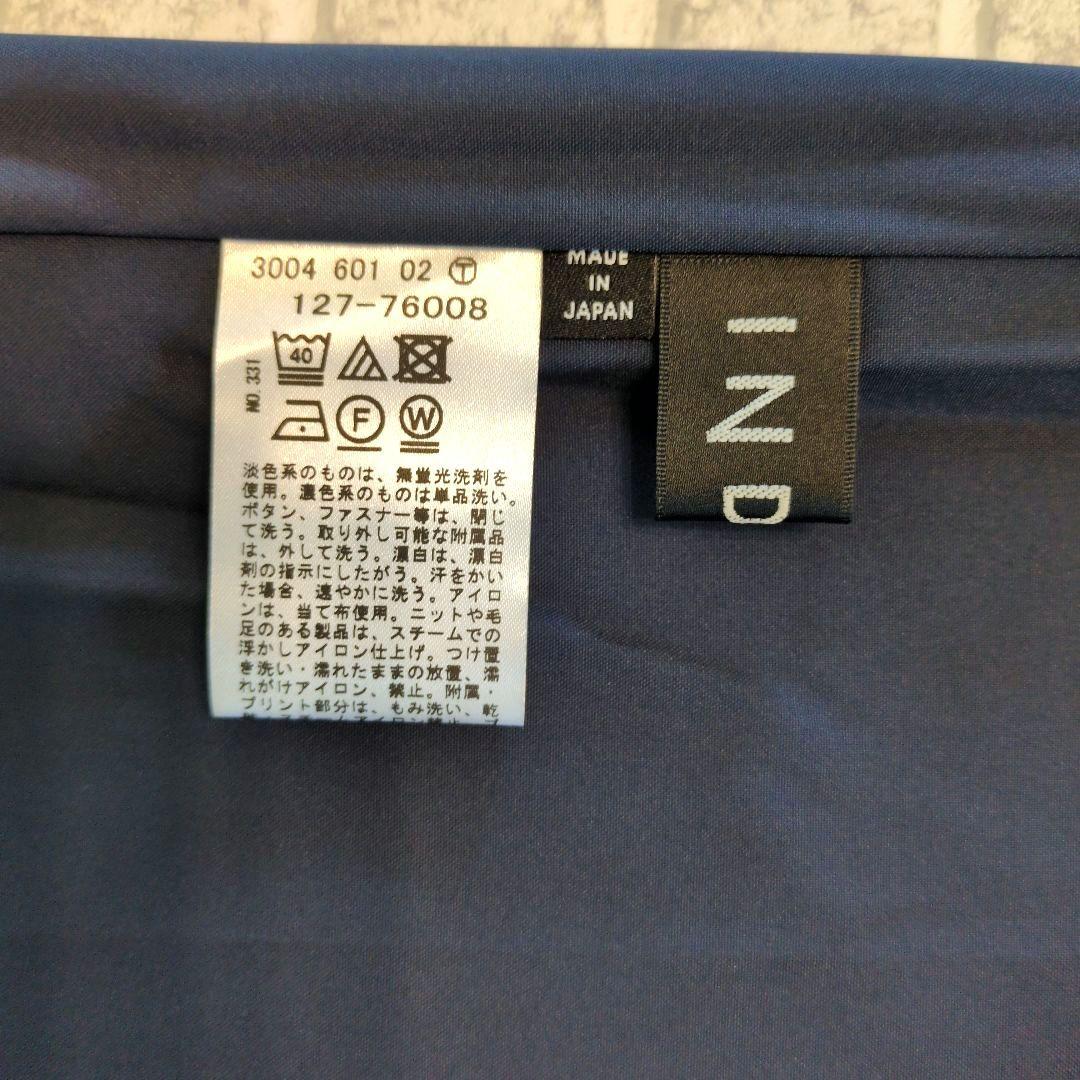 3004 601 02 Ⓣ
127-76008
NO.331
40
F
W
淡色系のものは、無蛍光洗剤を
使用。濃色系のものは単品洗い。
ボタン、ファスナー等は、閉じ
て洗う。取り外し可能な附属品
は、外して洗う。漂白は、漂白
剤の指示にしたがう。汗をかい
た場合、速やかに洗う。アイロ
ンは、当て布使用。ニットや毛
足のある製品は、スチームでの
浮かしアイロン仕上げ。つけ置
き洗い・濡れたままの放置、濡
れがけアイロン、禁止。附属・
プリント部分は、もみ洗い、乾
MADE
IN
JAPAN
IND